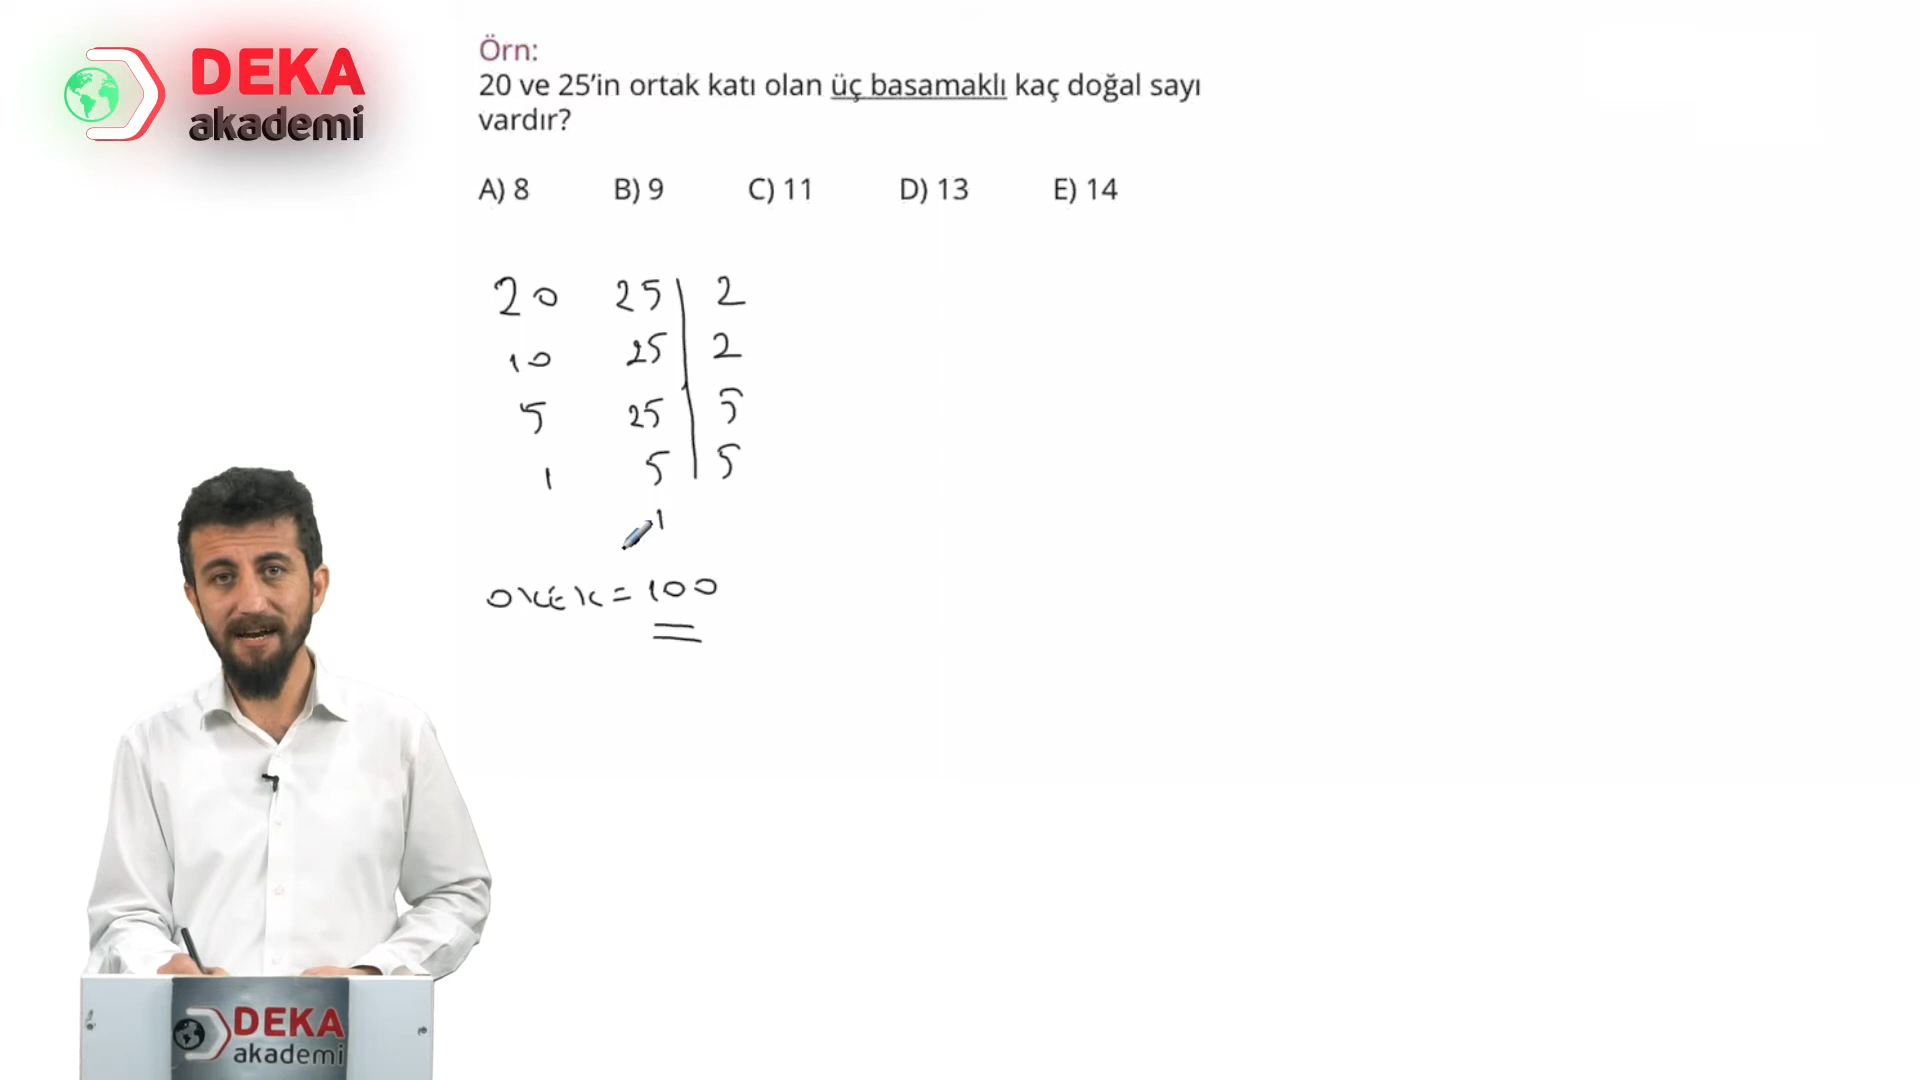 DEKA
akademi
Örn:
20 ve 25’in ortak katı olan üç basamaklı kaç doğal sayı
vardır?
A) 8 B) 9 C) 11 D) 13 E) 14
20 25 2
10 25 2
5 25 5
1 5 5
1
OKEK = 100
DEKA
akademi